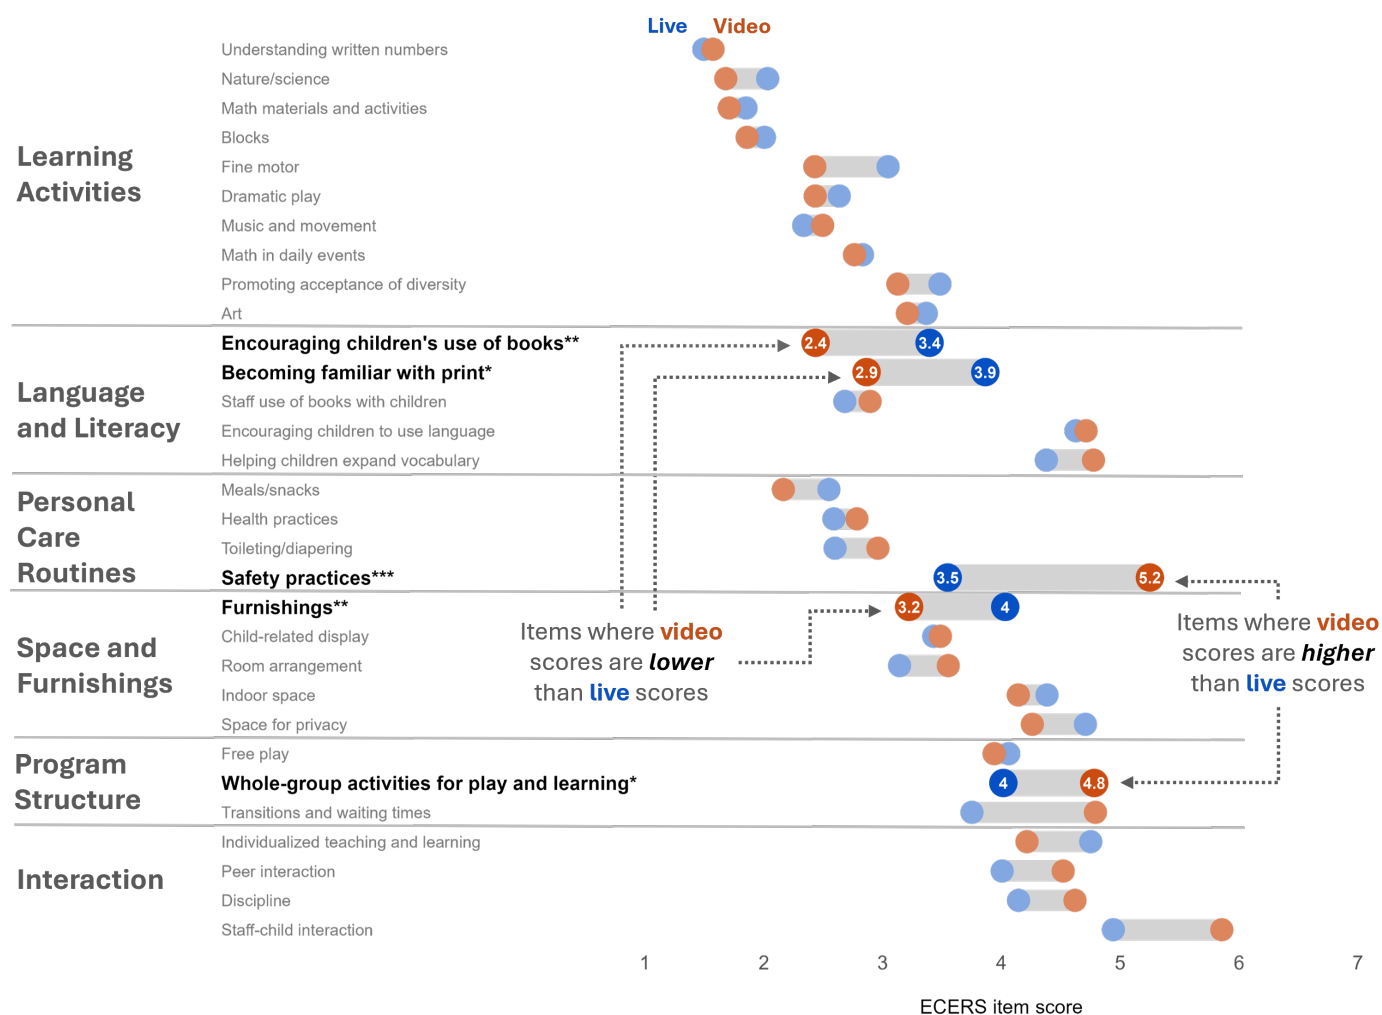 Live Video
Learning
Activities
Understanding written numbers
Nature/science
Math materials and activities
Blocks
Fine motor
Dramatic play
Music and movement
Math in daily events
Promoting acceptance of diversity
Art
Language
and Literacy
Encouraging children's use of books** 2.4 3.4
Becoming familiar with print* 2.9 3.9
Staff use of books with children
Encouraging children to use language
Helping children expand vocabulary
Personal
Care
Routines
Meals/snacks
Health practices
Toileting/diapering
Safety practices*** 3.5 5.2
Space and
Furnishings
Furnishings** 3.2 4
Child-related display
Room arrangement
Indoor space
Space for privacy
Items where video
scores are lower
than live scores
Items where video
scores are higher
than live scores
Program
Structure
Free play
Whole-group activities for play and learning* 4 4.8
Transitions and waiting times
Interaction
Individualized teaching and learning
Peer interaction
Discipline
Staff-child interaction
1 2 3 4 5 6 7
ECERS item score